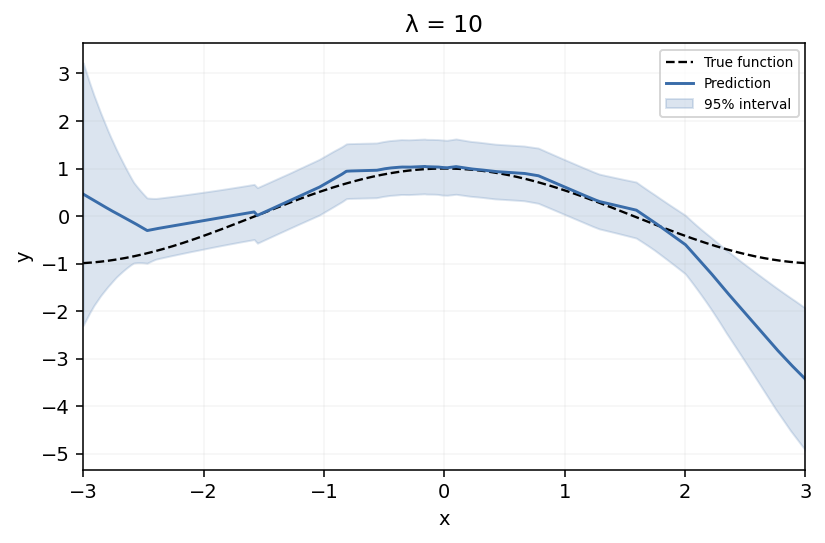 λ = 10
True function
Prediction
95% interval
3
2
1
0
−1
−2
−3
−4
−5
y
−3 −2 −1 0 1 2 3
x